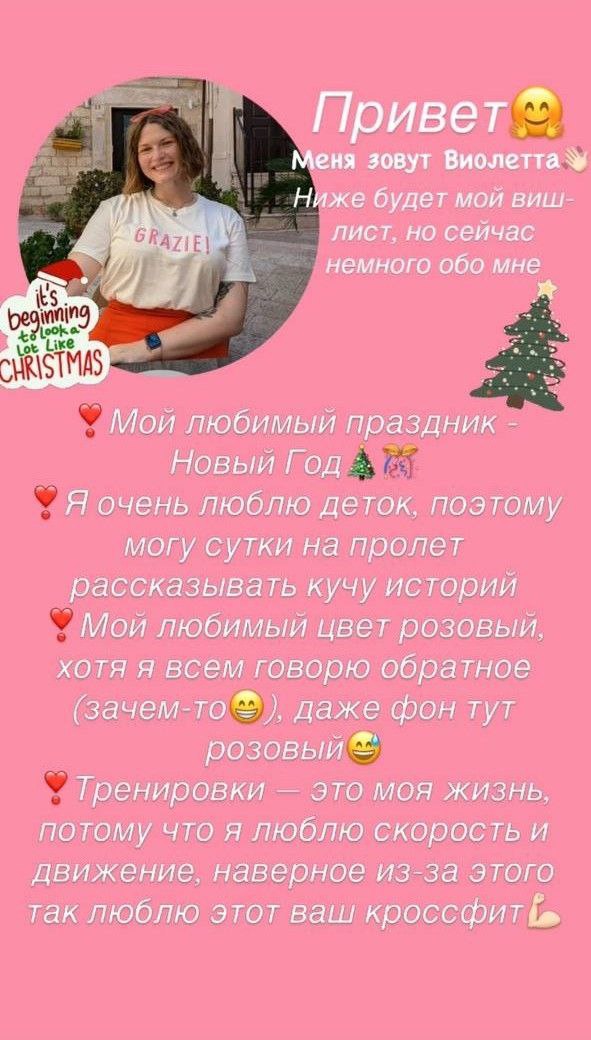 Привет🤗
Меня зовут Виолетта👋🏻
Ниже будет мой виш-
лист, но сейчас
немного обо мне
GRAZIE!
it's
beginning
to look a
Lot Like
CHRISTMAS
❣️Мой любимый праздник -
Новый Год🎄🎊
❣️Я очень люблю деток, поэтому
могу сутки на пролет
рассказывать кучу историй
❣️Мой любимый цвет розовый,
хотя я всем говорю обратное
(зачем-то😁), даже фон тут
розовый😅
❣️Тренировки — это моя жизнь,
потому что я люблю скорость и
движение, наверное из-за этого
так люблю этот ваш кроссфит💪🏻